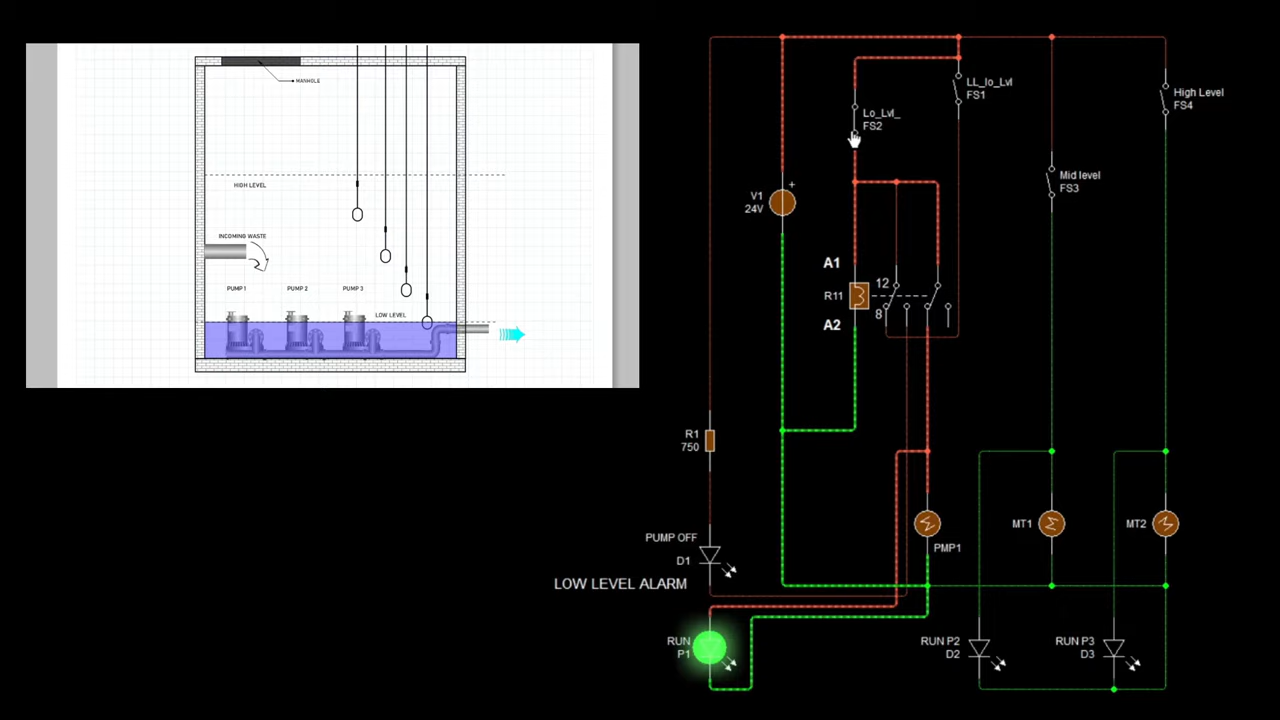 MANHOLE
HIGH LEVEL
INCOMING WASTE
PUMP 1
PUMP 2
PUMP 3
LOW LEVEL
LL_lo_Lvl
FS1
High Level
FS4
Lo_Lvl_
FS2
Mid level
FS3
+
V1
24V
A1
12
R11
8
A2
R1
750
MT1
MT2
PUMP OFF
D1
PMP1
LOW LEVEL ALARM
RUN
P1
RUN P2
D2
RUN P3
D3